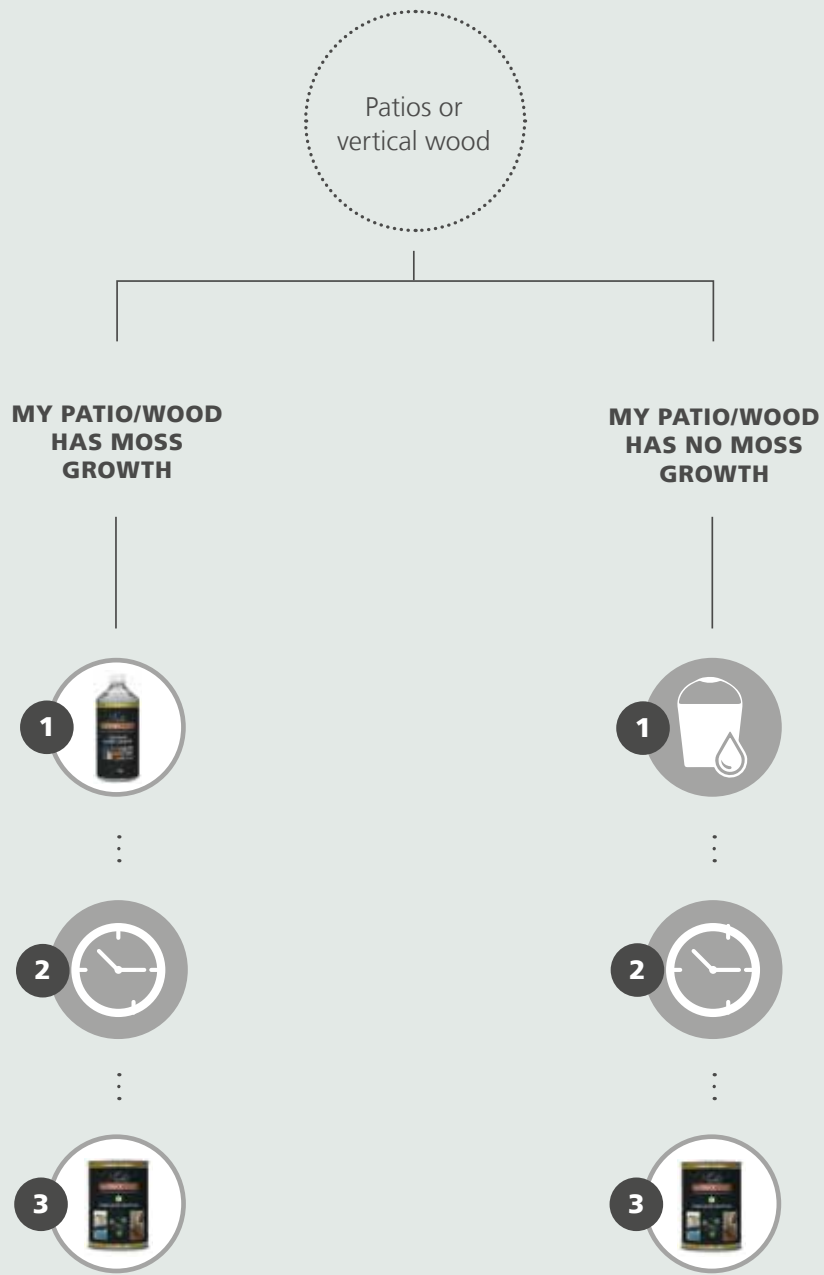 Patios or
vertical wood
MY PATIO/WOOD
HAS MOSS
GROWTH
MY PATIO/WOOD
HAS NO MOSS
GROWTH
1
1
2
2
3
3